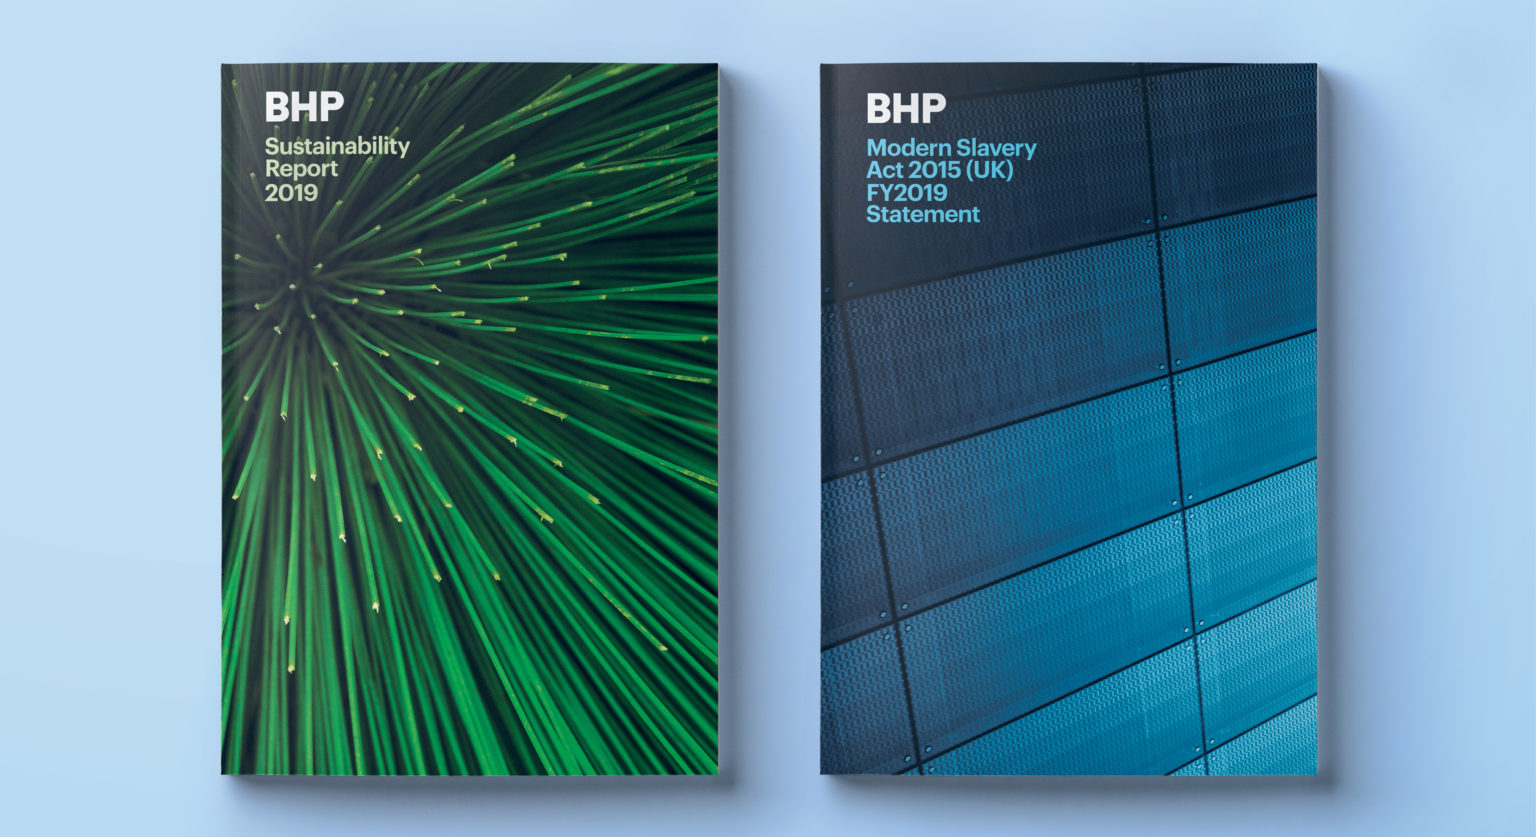 BHP
Sustainability
Report
2019
BHP
Modern Slavery
Act 2015 (UK)
FY2019
Statement